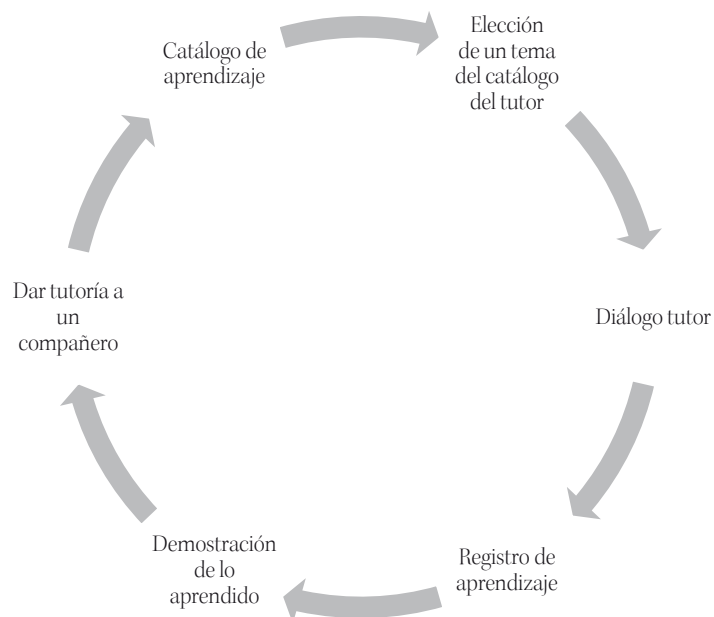 Catálogo de
aprendizaje
Elección
de un tema
del catálogo
del tutor
Diálogo tutor
Registro de
aprendizaje
Demostración
de lo
aprendido
Dar tutoría a
un
compañero